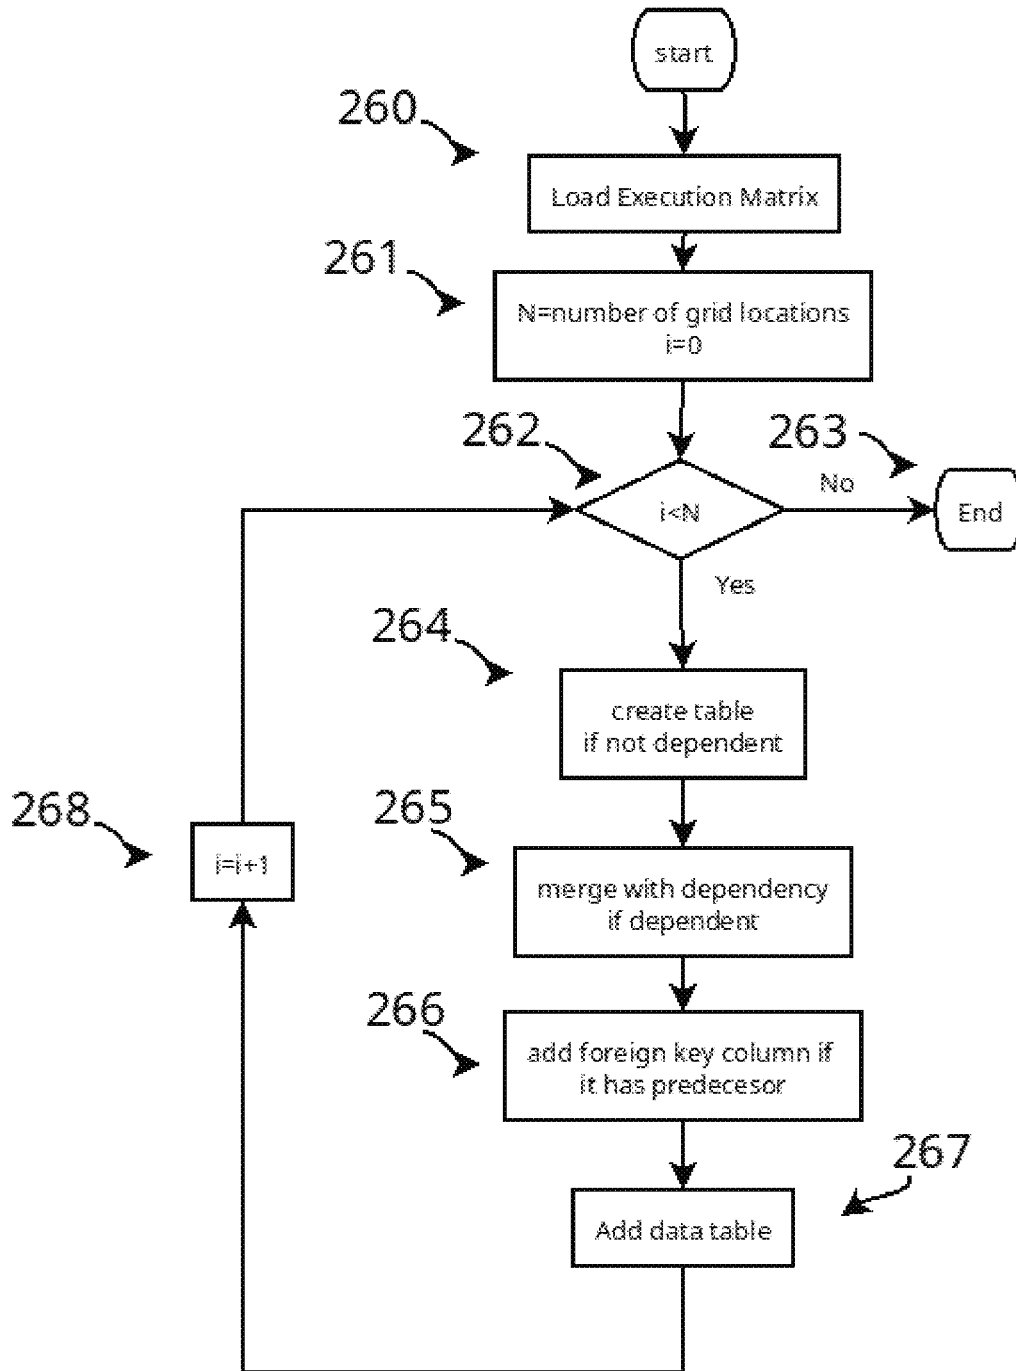 start
260
Load Execution Matrix
261
N=number of grid locations
i=0
262
263
i<N
No
End
Yes
264
create table
if not dependent
268
i=i+1
265
merge with dependency
if dependent
266
add foreign key column if
it has predecesor
267
Add data table